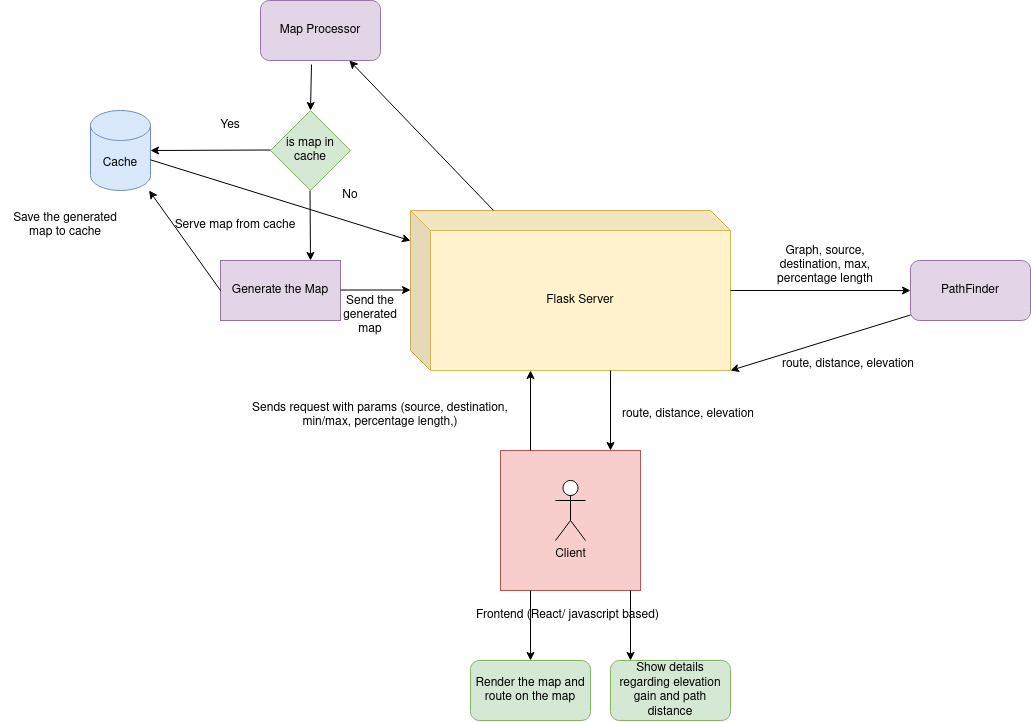 Map Processor
Yes
is map in
cache
Cache
No
Save the generated
map to cache
Serve map from cache
Generate the Map
Send the
generated
map
Flask Server
Graph, source,
destination, max,
percentage length
PathFinder
route, distance, elevation
Sends request with params (source, destination,
min/max, percentage length,)
route, distance, elevation
Client
Frontend (React/ javascript based)
Render the map and
route on the map
Show details
regarding elevation
gain and path
distance